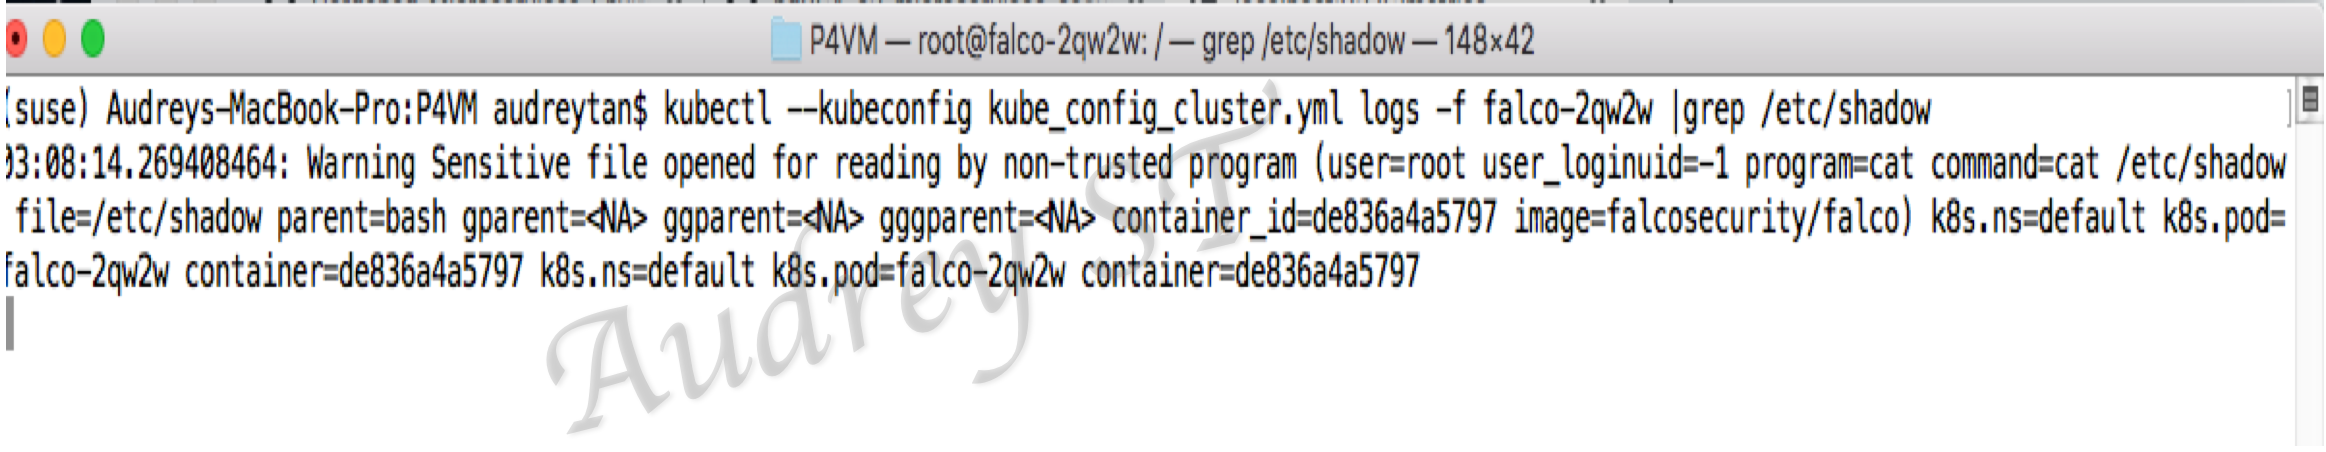 P4VM — root@falco-2qw2w: / — grep /etc/shadow — 148×42
(suse) Audreys-MacBook-Pro:P4VM audreytan$ kubectl --kubeconfig kube_config_cluster.yml logs -f falco-2qw2w |grep /etc/shadow
03:08:14.269408464: Warning Sensitive file opened for reading by non-trusted program (user=root user_loginuid=-1 program=cat command=cat /etc/shadow
file=/etc/shadow parent=bash gparent=<NA> ggparent=<NA> gggparent=<NA> container_id=de836a4a5797 image=falcosecurity/falco) k8s.ns=default k8s.pod=
falco-2qw2w container=de836a4a5797 k8s.ns=default k8s.pod=falco-2qw2w container=de836a4a5797
Audrey ST